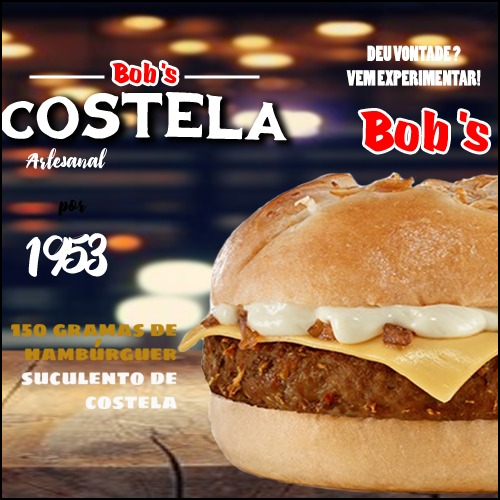 Bob's
COSTELA
Artesanal
por
1953
150 GRAMAS DE
HAMBÚRGUER
SUCULENTO DE
COSTELA
DEU VONTADE ?
VEM EXPERIMENTAR!
Bob's